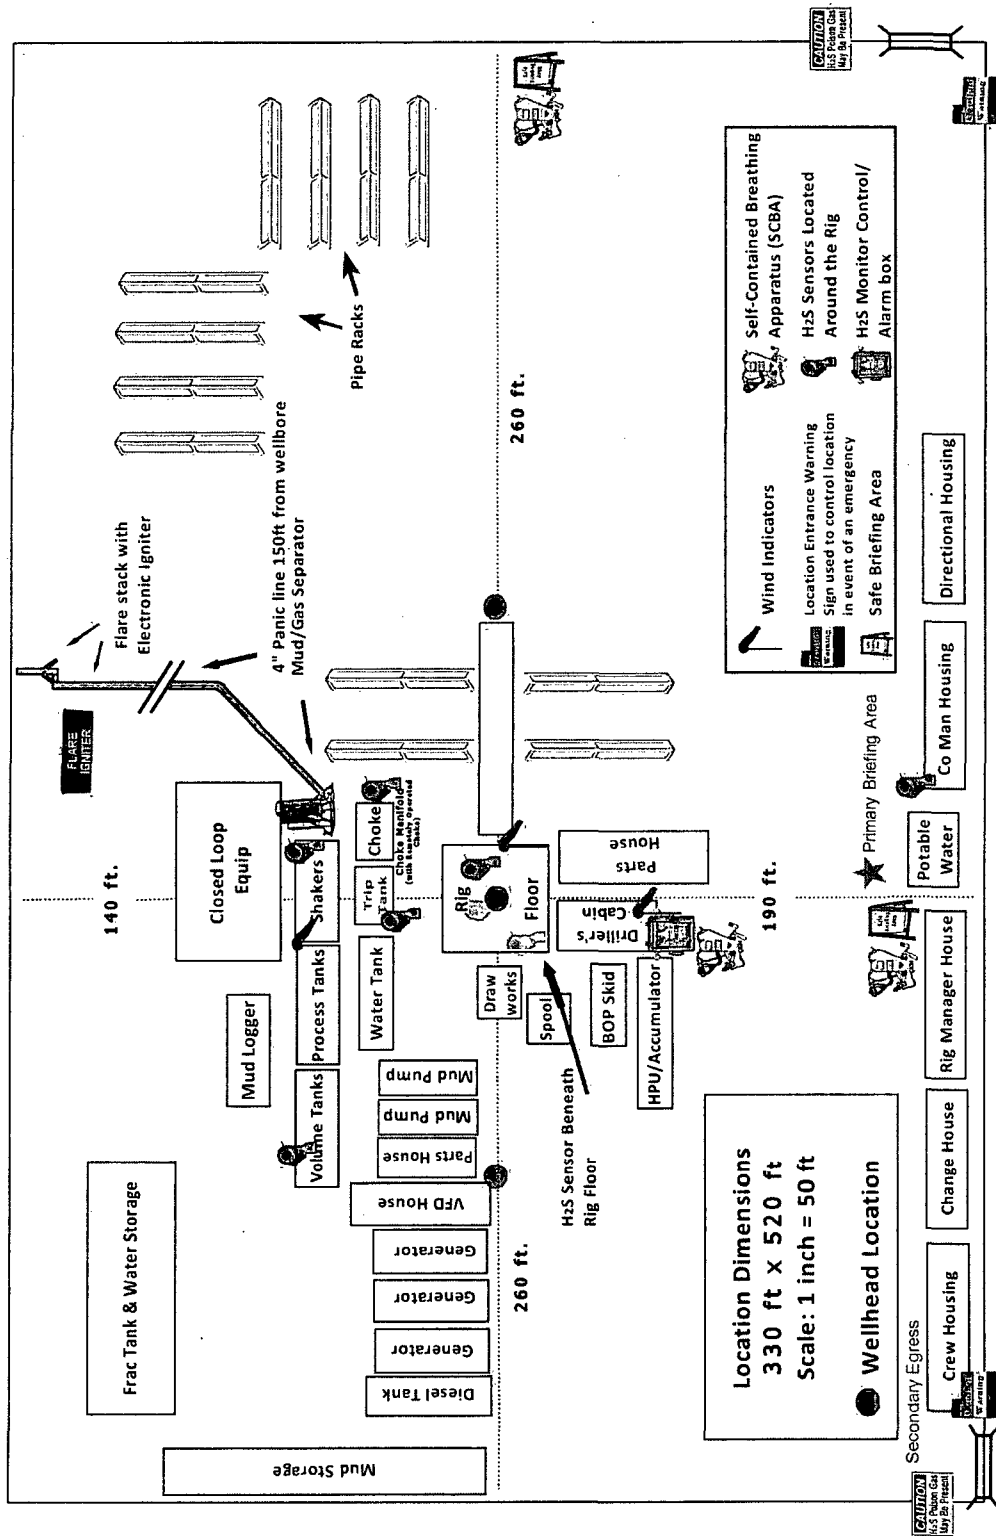 Mud Storage
Frac Tank & Water Storage
Diesel Tank
Generator
Generator
Generator
VFD House
Parts House
Mud Pump
Mud Pump
Volume Tanks
Process Tanks
Shakers
Mud Logger
Water Tank
Trip
Tank
Choke
Choke Manifold
(with Remotely Operated
Choke)
Closed Loop
Equip
140 ft.
FLARE
IGNITER
Flare stack with
Electronic Igniter
4" Panic line 150ft from wellbore
Mud/Gas Separator
Pipe Racks
260 ft.
260 ft.
Draw
works
Spool
BOP Skid
HPU/Accumulator
H2S Sensor Beneath
Rig Floor
Rig
Floor
Driller's
Cabin
Parts
House
190 ft.
Location Dimensions
330 ft x 520 ft
Scale: 1 inch = 50 ft
Wellhead Location
Wind Indicators
Location Entrance Warning
Sign used to control location
in event of an emergency
Safe Briefing Area
Self-Contained Breathing
Apparatus (SCBA)
H2S Sensors Located
Around the Rig
H2S Monitor Control/
Alarm box
Secondary Egress
Primary Briefing Area
Crew Housing
Change House
Rig Manager House
Potable
Water
Co Man Housing
Directional Housing
CAUTION
H2S Poison Gas
May Be Present
CAUTION
H2S Poison Gas
May Be Present
Warning
Warning
Warning